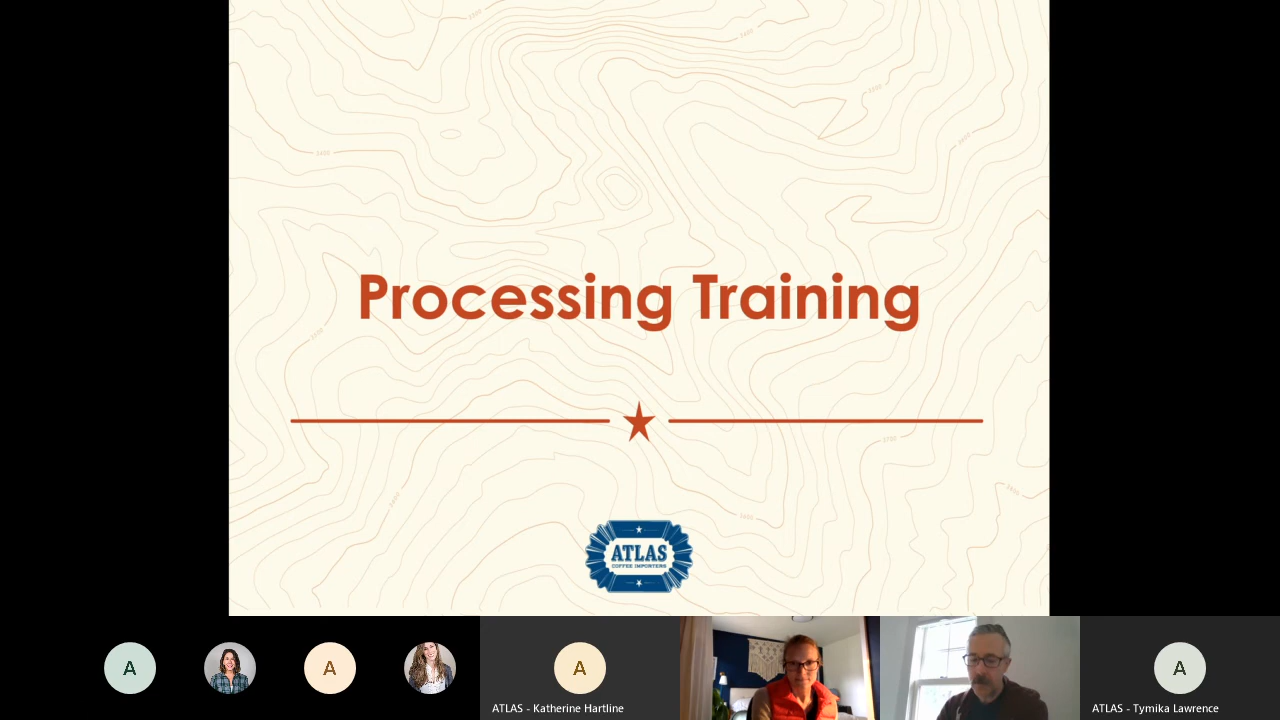 Processing Training
ATLAS
COFFEE IMPORTERS
A
A
A
ATLAS - Katherine Hartline
A
ATLAS - Tymika Lawrence